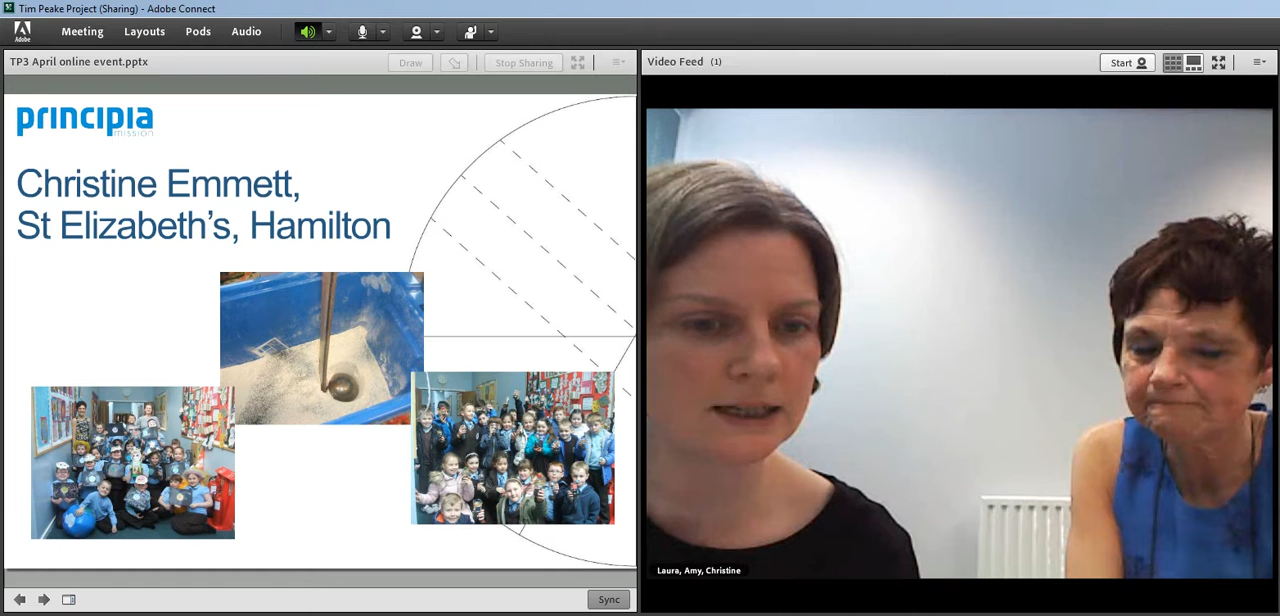 Tim Peake Project (Sharing) - Adobe Connect
Adobe
Meeting
Layouts
Pods
Audio
TP3 April online event.pptx
Draw
Stop Sharing
principia
mission
Christine Emmett,
St Elizabeth's, Hamilton
Sync
Video Feed (1)
Start
Laura, Amy, Christine